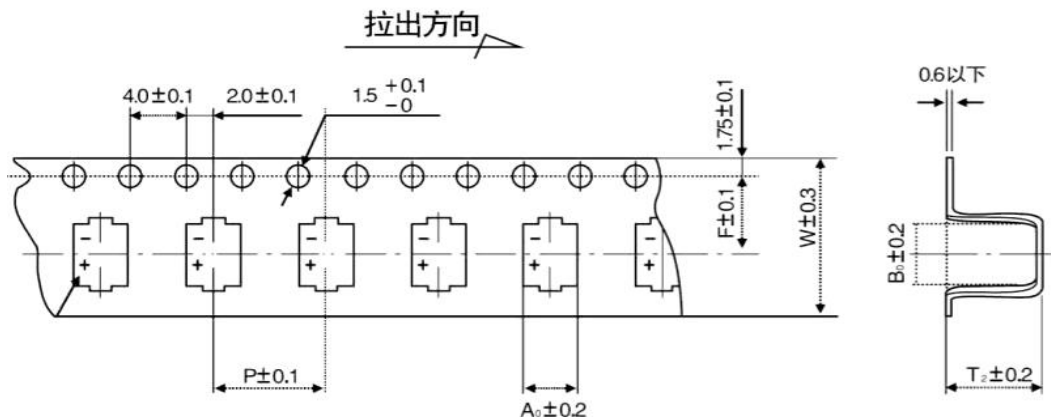 拉出方向
4.0±0.1
2.0±0.1
1.5 +0.1 -0
1.75±0.1
0.6以下
F±0.1
W±0.3
B₀±0.2
- - - - - -
+ + + + + +
P±0.1
A₀±0.2
T₂±0.2